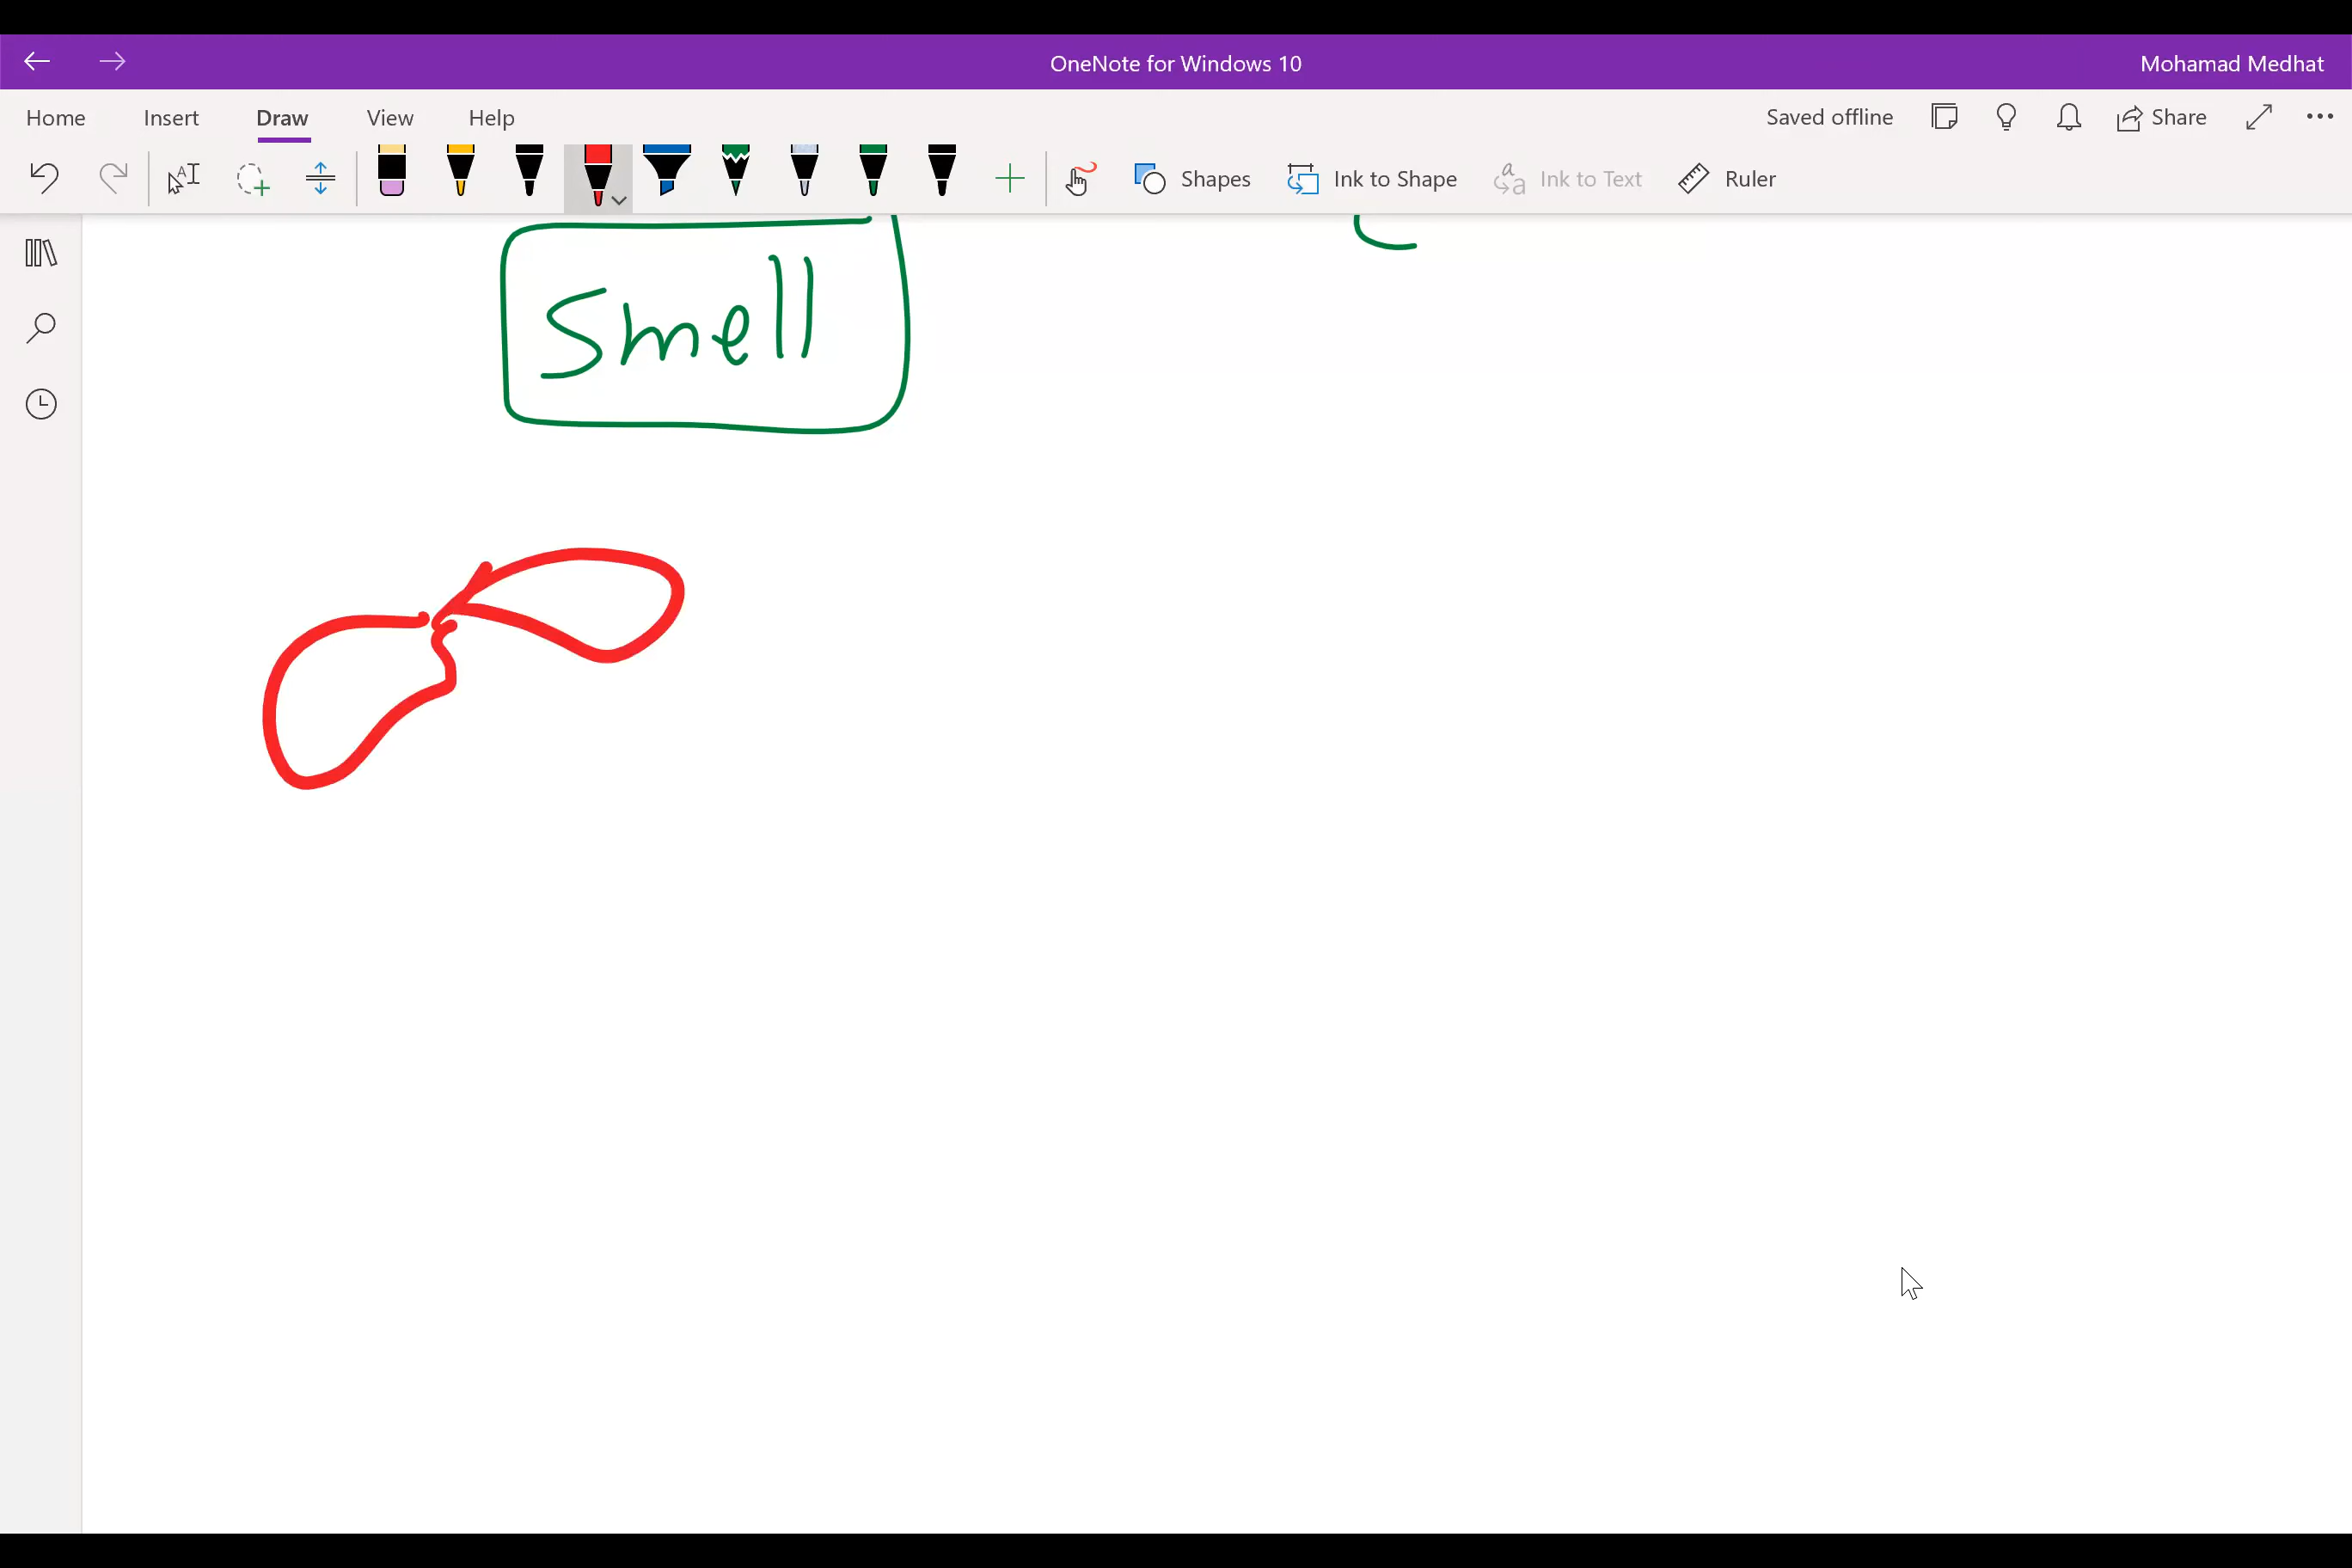 OneNote for Windows 10
Mohamad Medhat
Home Insert Draw View Help
Saved offline Share
Shapes Ink to Shape Ink to Text Ruler
Smell